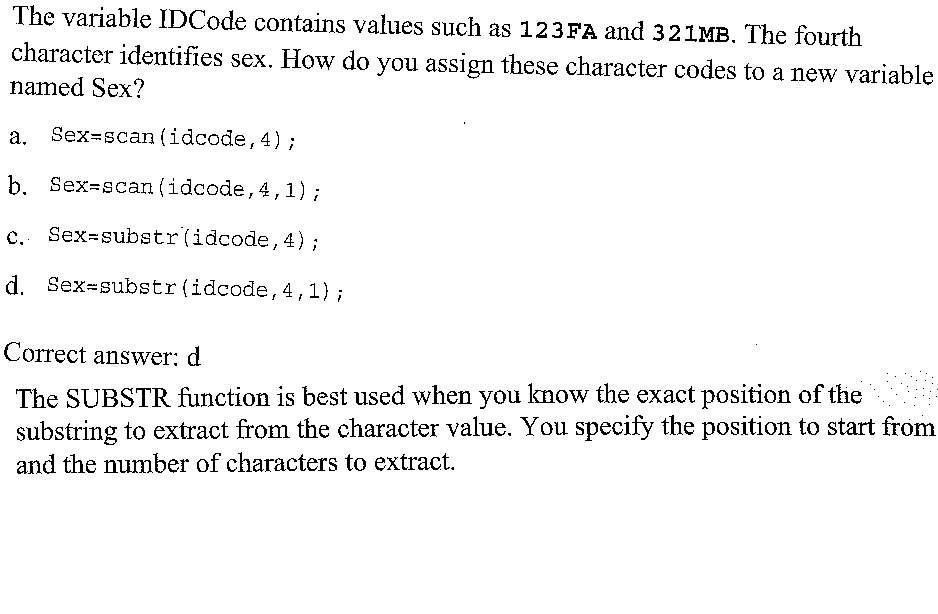 The variable IDCode contains values such as 123FA and 321MB. The fourth
character identifies sex. How do you assign these character codes to a new variable
named Sex?
a. Sex=scan(idcode,4);
b. Sex=scan(idcode,4,1);
c. Sex=substr(idcode,4);
d. Sex=substr(idcode,4,1);
Correct answer: d
The SUBSTR function is best used when you know the exact position of the
substring to extract from the character value. You specify the position to start from
and the number of characters to extract.